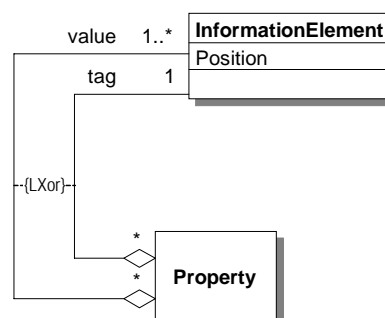 value 1..* InformationElement
Position
tag 1
{LXor}
*
*
Property